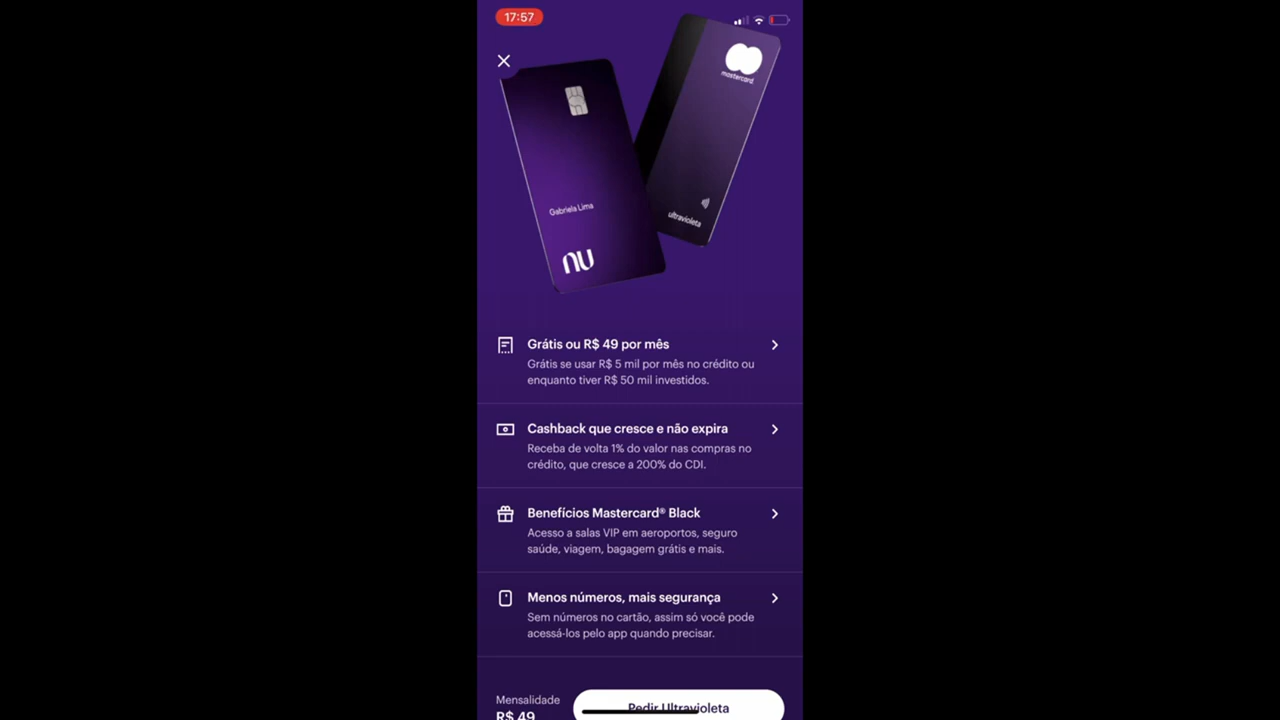 17:57
mastercard
Gabriela Lima
ultravioleta
nu
Grátis ou R$ 49 por mês
Grátis se usar R$ 5 mil por mês no crédito ou
enquanto tiver R$ 50 mil investidos.
Cashback que cresce e não expira
Receba de volta 1% do valor nas compras no
crédito, que cresce a 200% do CDI.
Benefícios Mastercard® Black
Acesso a salas VIP em aeroportos, seguro
saúde, viagem, bagagem grátis e mais.
Menos números, mais segurança
Sem números no cartão, assim só você pode
acessá-los pelo app quando precisar.
Mensalidade
R$ 49
Pedir Ultravioleta